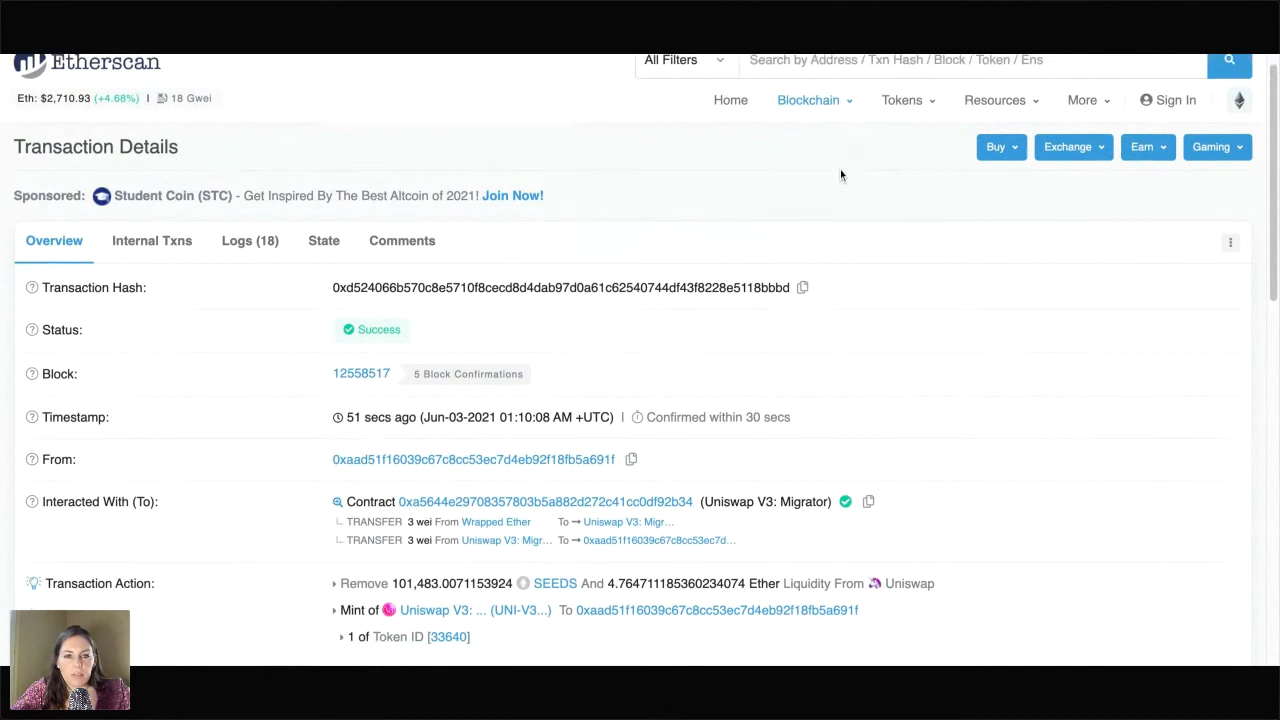 Etherscan
All Filters
Search by Address / Txn Hash / Block / Token / Ens
Eth: $2,710.93 (+4.68%) | 18 Gwei
Home Blockchain Tokens Resources More Sign In
Transaction Details
Buy Exchange Earn Gaming
Sponsored: Student Coin (STC) - Get Inspired By The Best Altcoin of 2021! Join Now!
Overview Internal Txns Logs (18) State Comments
Transaction Hash: 0xd524066b570c8e5710f8cecd8d4dab97d0a61c62540744df43f8228e5118bbbd
Status: Success
Block: 12558517 5 Block Confirmations
Timestamp: 51 secs ago (Jun-03-2021 01:10:08 AM +UTC) | Confirmed within 30 secs
From: 0xaad51f16039c67c8cc53ec7d4eb92f18fb5a691f
Interacted With (To): Contract 0xa5644e29708357803b5a882d272c41cc0df92b34 (Uniswap V3: Migrator)
TRANSFER 3 wei From Wrapped Ether To → Uniswap V3: Migr...
TRANSFER 3 wei From Uniswap V3: Migr... To → 0xaad51f16039c67c8cc53ec7d...
Transaction Action: Remove 101,483.0071153924 SEEDS And 4.764711185360234074 Ether Liquidity From Uniswap
Mint of Uniswap V3: ... (UNI-V3...) To 0xaad51f16039c67c8cc53ec7d4eb92f18fb5a691f
1 of Token ID [33640]